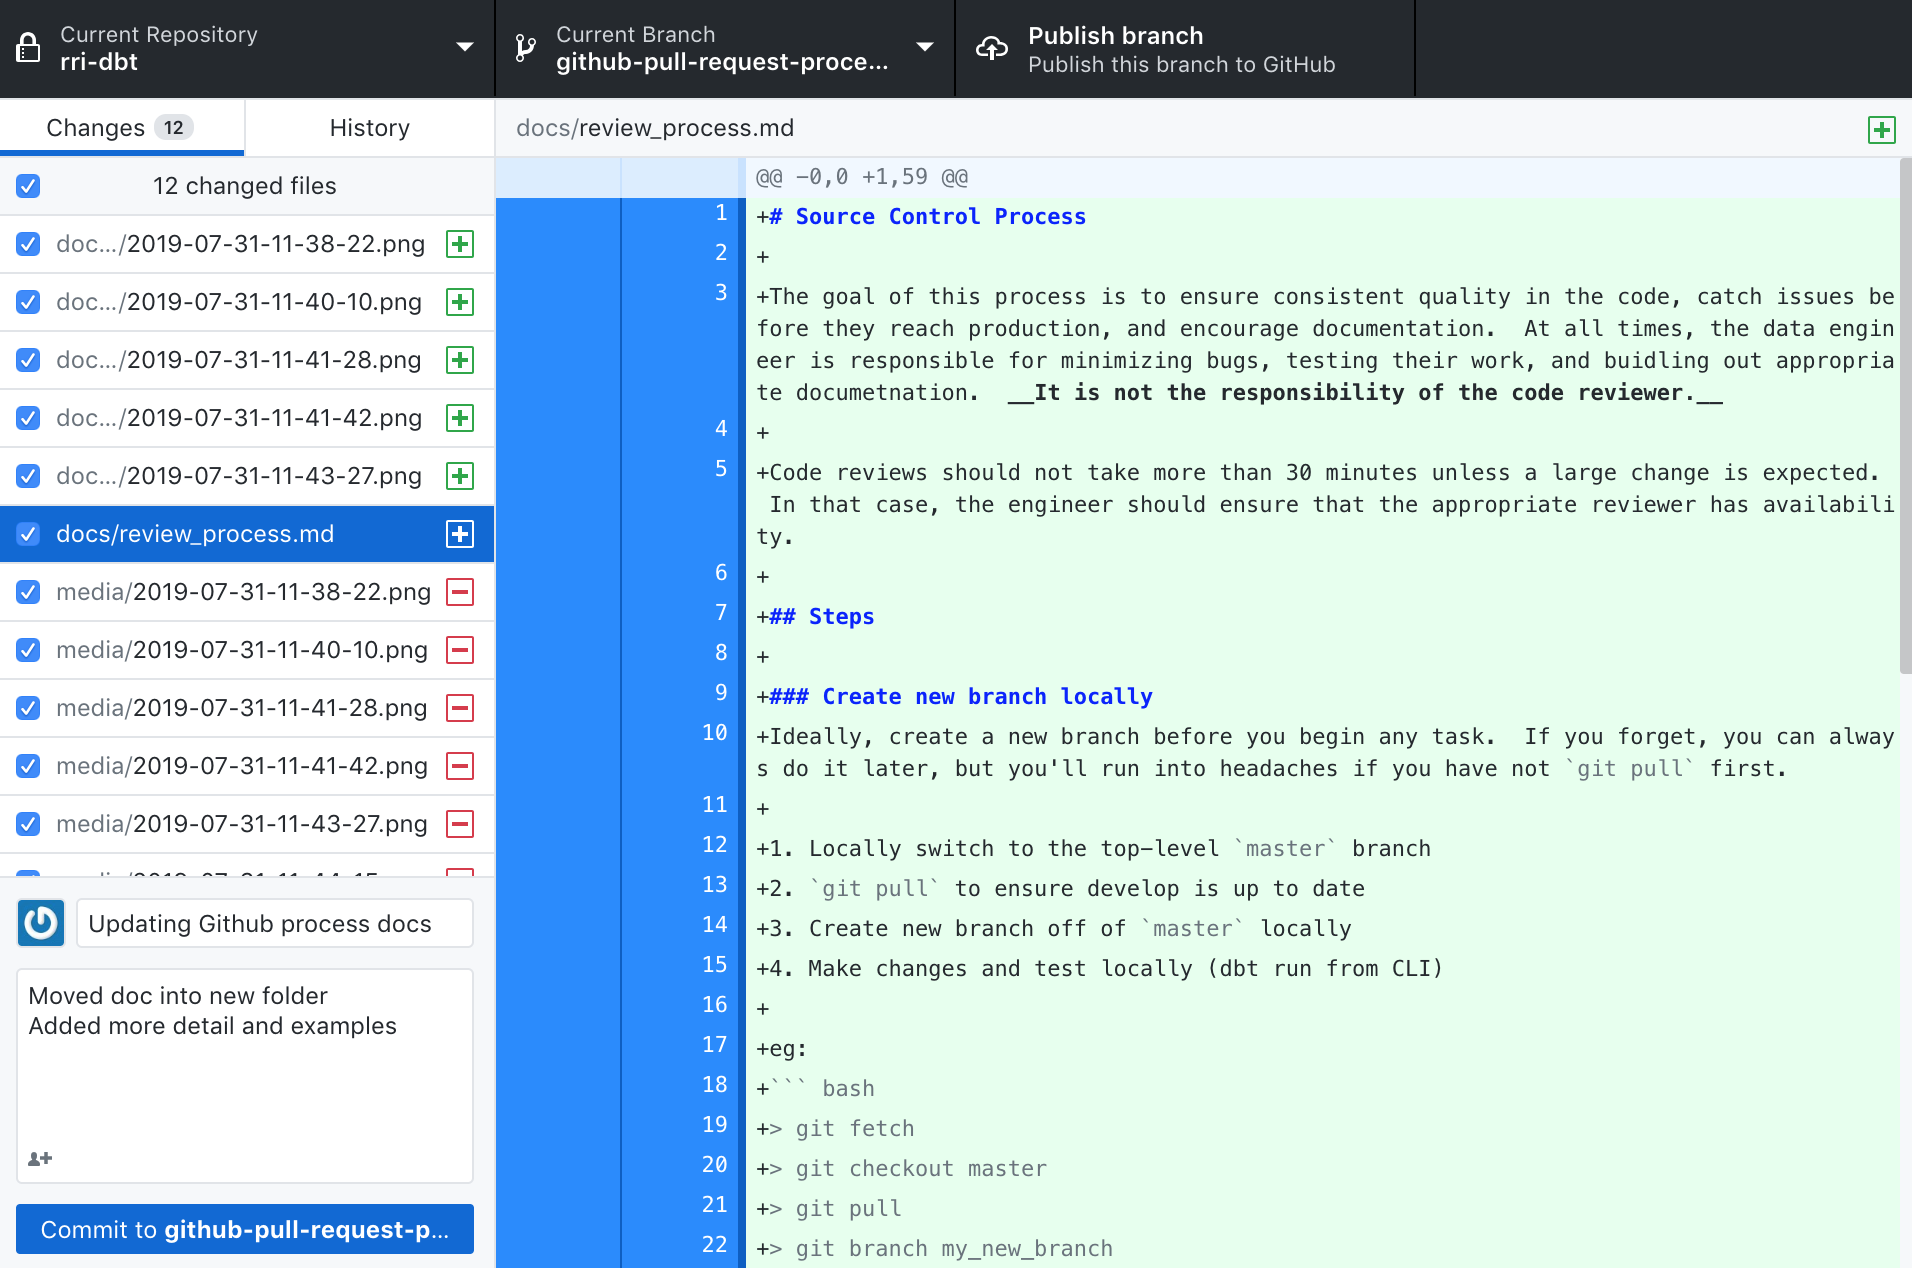 Current Repository
rri-dbt
Current Branch
github-pull-request-proce...
Publish branch
Publish this branch to GitHub
Changes 12
History
docs/review_process.md
12 changed files
doc.../2019-07-31-11-38-22.png
doc.../2019-07-31-11-40-10.png
doc.../2019-07-31-11-41-28.png
doc.../2019-07-31-11-41-42.png
doc.../2019-07-31-11-43-27.png
docs/review_process.md
media/2019-07-31-11-38-22.png
media/2019-07-31-11-40-10.png
media/2019-07-31-11-41-28.png
media/2019-07-31-11-41-42.png
media/2019-07-31-11-43-27.png
Updating Github process docs
Moved doc into new folder
Added more detail and examples
Commit to github-pull-request-p...
@@ -0,0 +1,59 @@
1 +# Source Control Process
2 +
3 +The goal of this process is to ensure consistent quality in the code, catch issues be
fore they reach production, and encourage documentation.  At all times, the data engin
eer is responsible for minimizing bugs, testing their work, and buidling out appropria
te documetnation.  __It is not the responsibility of the code reviewer.__
4 +
5 +Code reviews should not take more than 30 minutes unless a large change is expected.
 In that case, the engineer should ensure that the appropriate reviewer has availabili
ty.
6 +
7 +## Steps
8 +
9 +### Create new branch locally
10 +Ideally, create a new branch before you begin any task.  If you forget, you can alway
s do it later, but you'll run into headaches if you have not `git pull` first.
11 +
12 +1. Locally switch to the top-level `master` branch
13 +2. `git pull` to ensure develop is up to date
14 +3. Create new branch off of `master` locally
15 +4. Make changes and test locally (dbt run from CLI)
16 +
17 +eg:
18 +``` bash
19 +> git fetch
20 +> git checkout master
21 +> git pull
22 +> git branch my_new_branch